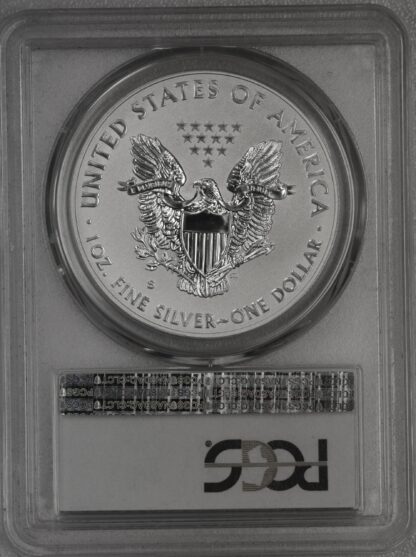 UNITED STATES OF AMERICA
S
1 OZ. FINE SILVER~ONE DOLLAR
PCGS